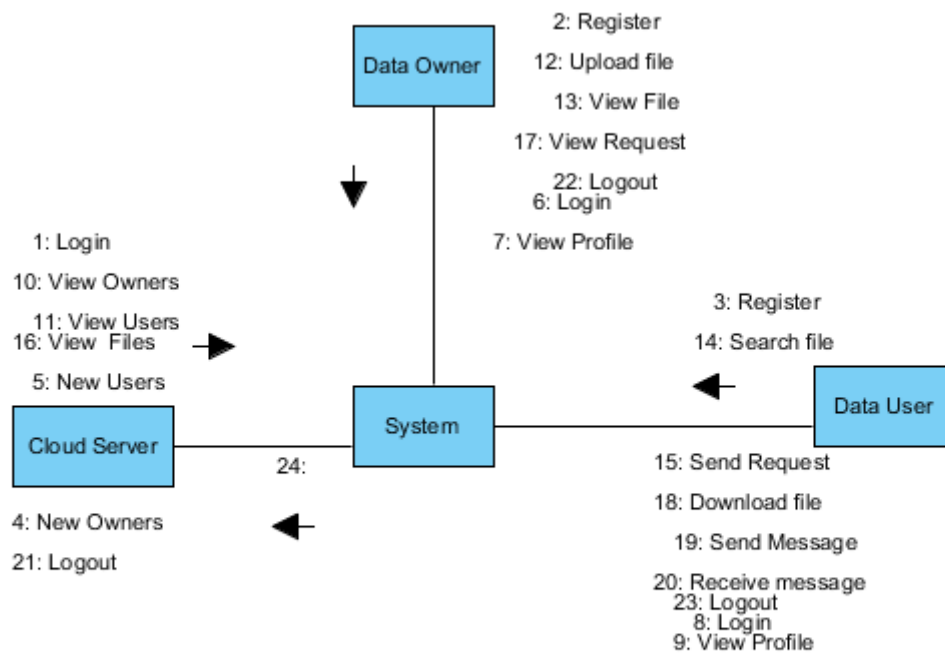 2: Register
Data Owner
12: Upload file
13: View File
17: View Request
22: Logout
6: Login
7: View Profile
1: Login
10: View Owners
11: View Users
16: View  Files
5: New Users
3: Register
14: Search file
Cloud Server
System
Data User
24:
15: Send Request
18: Download file
19: Send Message
20: Receive message
23: Logout
8: Login
9: View Profile
4: New Owners
21: Logout